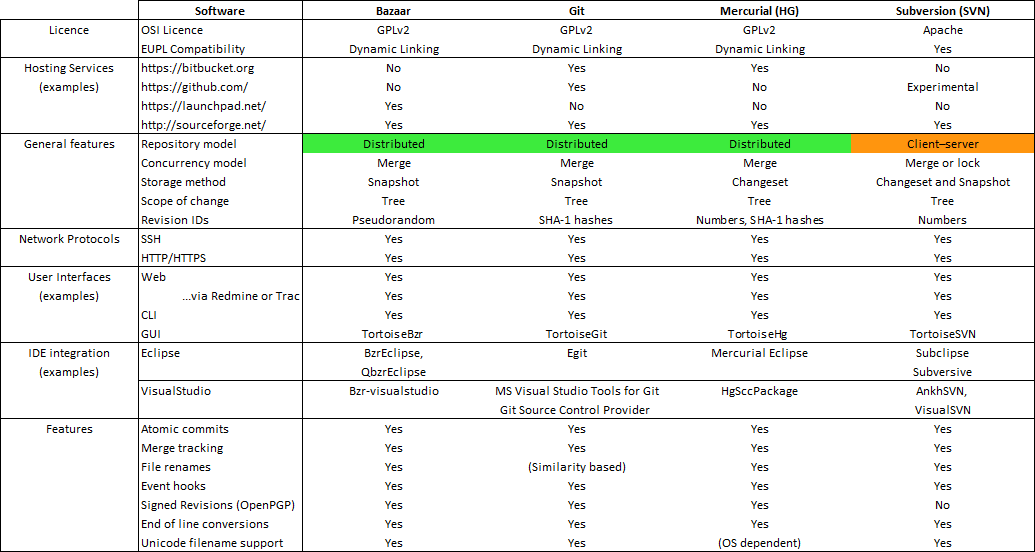 Software Bazaar Git Mercurial (HG) Subversion (SVN)
Licence OSI Licence GPLv2 GPLv2 GPLv2 Apache
EUPL Compatibility Dynamic Linking Dynamic Linking Dynamic Linking Yes
Hosting Services https://bitbucket.org No Yes Yes No
(examples) https://github.com/ No Yes No Experimental
https://launchpad.net/ Yes No No No
http://sourceforge.net/ Yes Yes Yes Yes
General features Repository model Distributed Distributed Distributed Client–server
Concurrency model Merge Merge Merge Merge or lock
Storage method Snapshot Snapshot Changeset Changeset and Snapshot
Scope of change Tree Tree Tree Tree
Revision IDs Pseudorandom SHA-1 hashes Numbers, SHA-1 hashes Numbers
Network Protocols SSH Yes Yes Yes Yes
HTTP/HTTPS Yes Yes Yes Yes
User Interfaces Web Yes Yes Yes Yes
(examples) ...via Redmine or Trac Yes Yes Yes Yes
CLI Yes Yes Yes Yes
GUI TortoiseBzr TortoiseGit TortoiseHg TortoiseSVN
IDE integration Eclipse BzrEclipse, Egit Mercurial Eclipse Subclipse
(examples) QbzrEclipse Subversive
VisualStudio Bzr-visualstudio MS Visual Studio Tools for Git HgSccPackage AnkhSVN,
Git Source Control Provider VisualSVN
Features Atomic commits Yes Yes Yes Yes
Merge tracking Yes Yes Yes Yes
File renames Yes (Similarity based) Yes Yes
Event hooks Yes Yes Yes Yes
Signed Revisions (OpenPGP) Yes Yes Yes No
End of line conversions Yes Yes Yes Yes
Unicode filename support Yes Yes (OS dependent) Yes